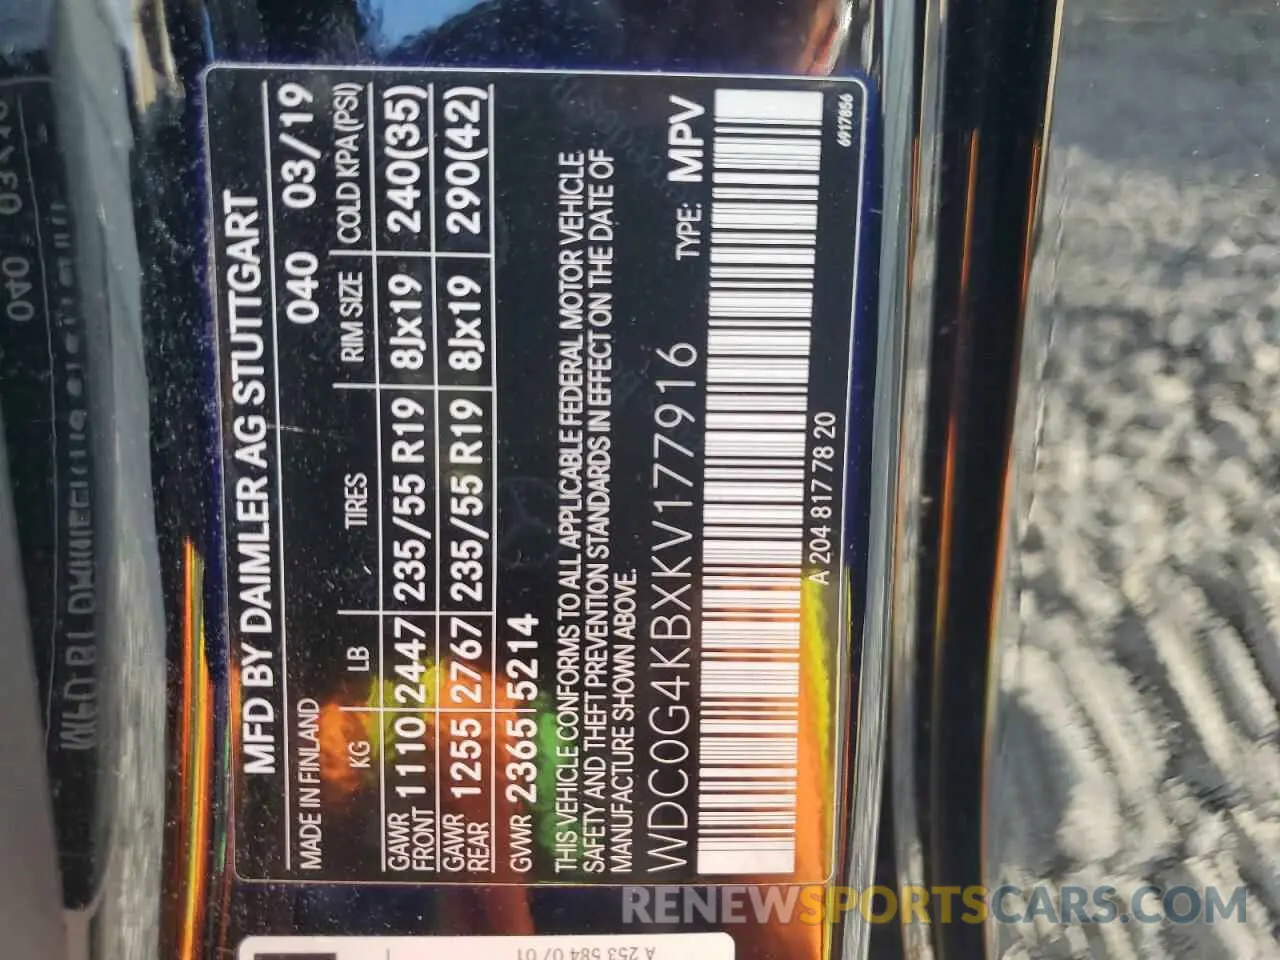 MFD BY DAIMLER AG STUTTGART
MADE IN FINLAND 040 03/19
KG LB TIRES RIM SIZE COLD KPA (PSI)
GAWR FRONT 1110 2447 235/55 R19 8Jx19 240(35)
GAWR REAR 1255 2767 235/55 R19 8Jx19 290(42)
GVWR 2365 5214
THIS VEHICLE CONFORMS TO ALL APPLICABLE FEDERAL MOTOR VEHICLE
SAFETY AND THEFT PREVENTION STANDARDS IN EFFECT ON THE DATE OF
MANUFACTURE SHOWN ABOVE.
WDC0G4KBXKV177916 TYPE: MPV
A 204 817 78 20
6917856
A 253 584 07 01
RENEWSPORTSCARS.COM